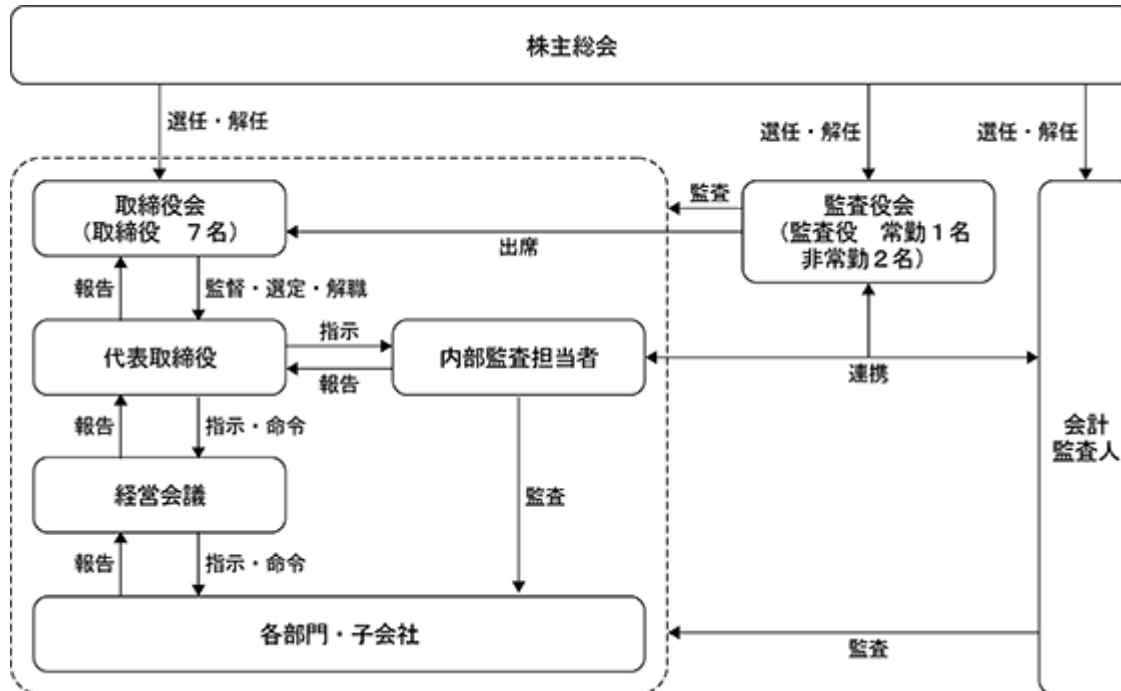 株主総会
選任・解任
選任・解任
選任・解任
取締役会
（取締役　７名）
監査
監査役会
（監査役　常勤１名
非常勤２名）
出席
報告
監督・選定・解職
代表取締役
指示
報告
内部監査担当者
連携
会計
監査人
報告
指示・命令
経営会議
監査
報告
指示・命令
各部門・子会社
監査